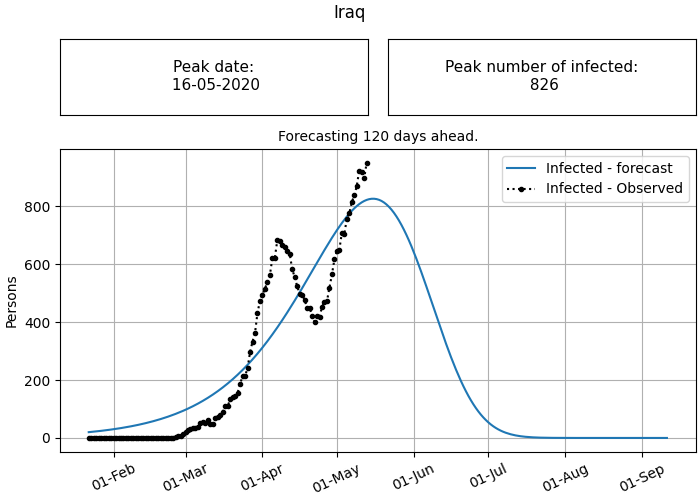 Iraq
Peak date:
16-05-2020
Peak number of infected:
826
Forecasting 120 days ahead.
Infected - forecast
Infected - Observed
Persons
800
600
400
200
0
01-Feb
01-Mar
01-Apr
01-May
01-Jun
01-Jul
01-Aug
01-Sep